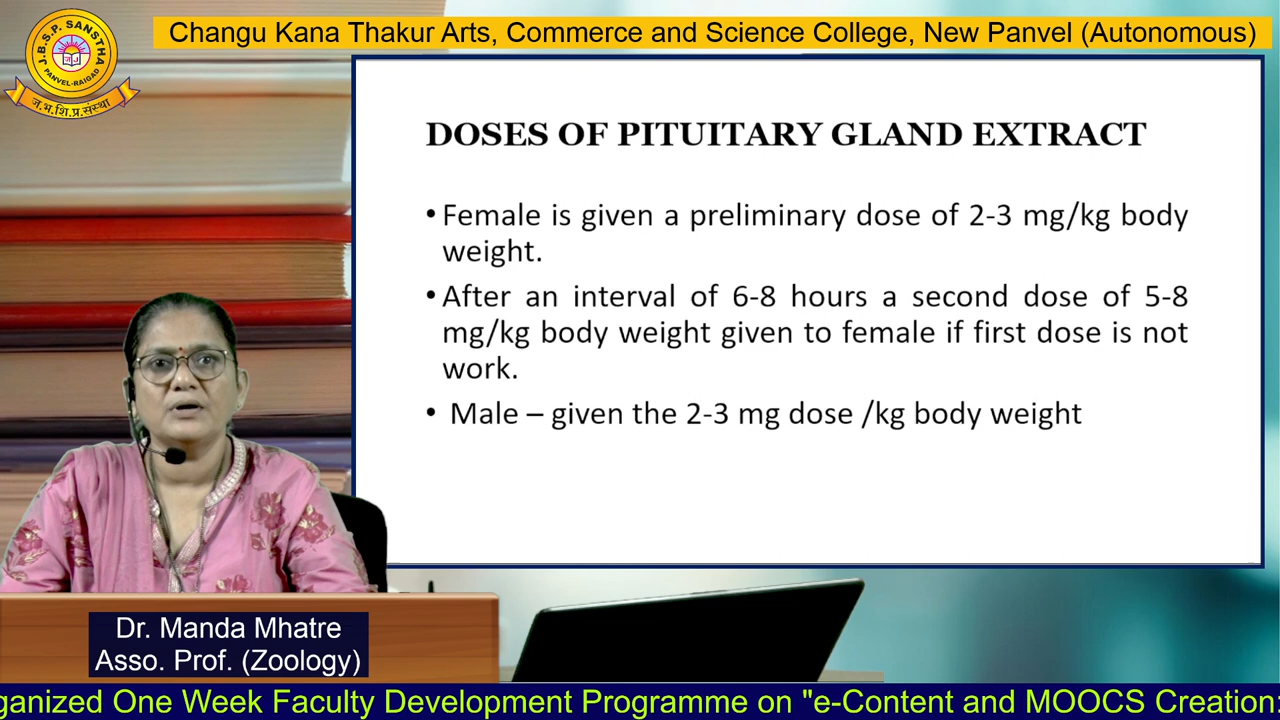 Changu Kana Thakur Arts, Commerce and Science College, New Panvel (Autonomous)
J.B.S.P. SANSTHA
PANVEL-RAIGAD
ज.भ.शि.प्र.संस्था
DOSES OF PITUITARY GLAND EXTRACT
•Female is given a preliminary dose of 2-3 mg/kg body
weight.
•After an interval of 6-8 hours a second dose of 5-8
mg/kg body weight given to female if first dose is not
work.
• Male – given the 2-3 mg dose /kg body weight
Dr. Manda Mhatre
Asso. Prof. (Zoology)
ganized One Week Faculty Development Programme on "e-Content and MOOCS Creation: